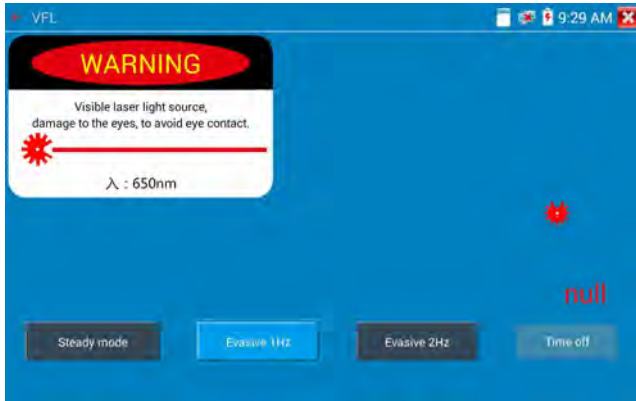 VFL
9:29 AM
WARNING
Visible laser light source,
damage to the eyes, to avoid eye contact.
入 : 650nm
null
Steady mode
Evasive 1Hz
Evasive 2Hz
Time off